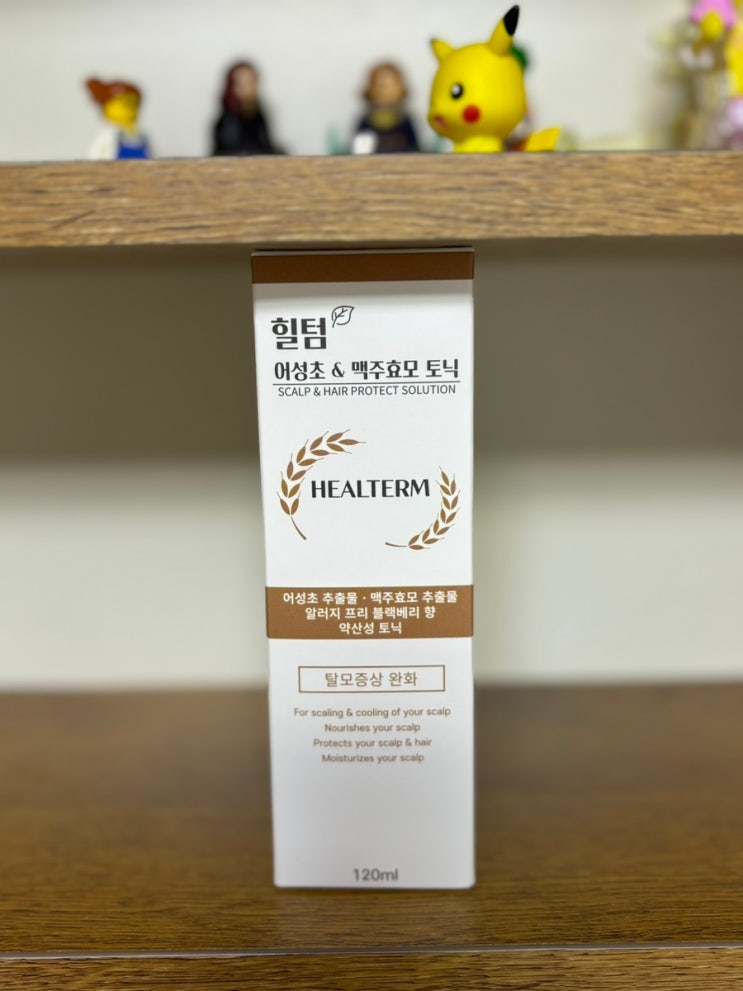 힐텀
어성초 & 맥주효모 토닉
SCALP & HAIR PROTECT SOLUTION
HEALTERM
어성초 추출물 · 맥주효모 추출물
알러지 프리 블랙베리 향
약산성 토닉
탈모증상 완화
For scaling & cooling of your scalp
Nourishes your scalp
Protects your scalp & hair
Moisturizes your scalp
120ml